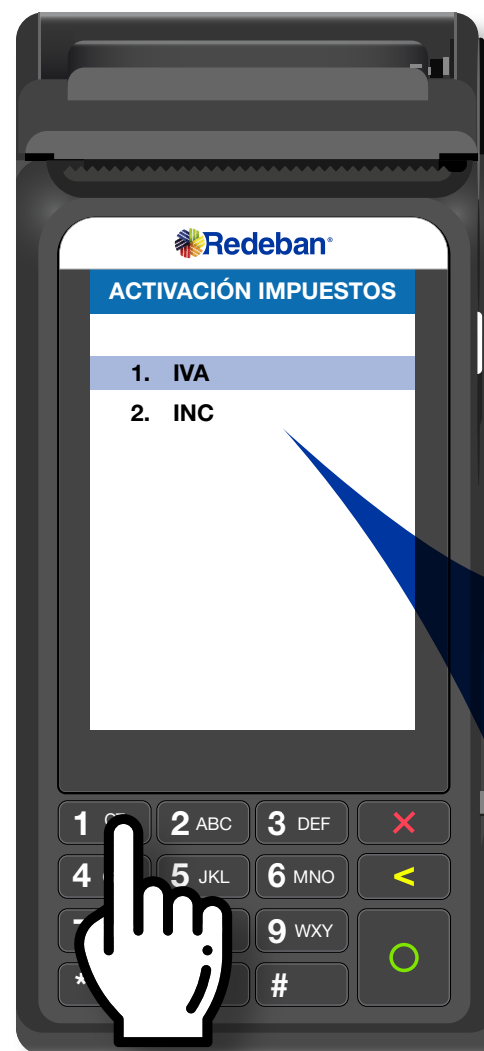 Redeban®
ACTIVACIÓN IMPUESTOS
1. IVA
2. INC
1
2 ABC
3 DEF
4
5 JKL
6 MNO
<
9 WXY
*
#